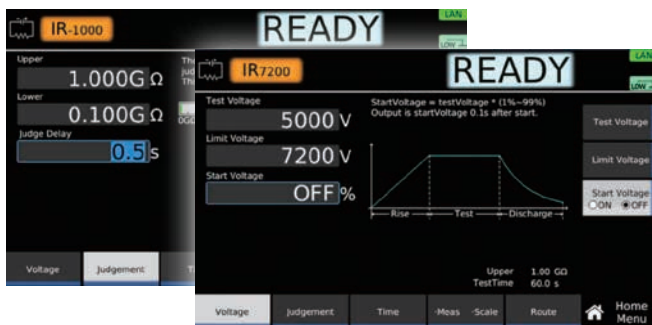 IR-1000
READY
LAN
LOW
Upper
1.000G Ω
Lower
0.100G Ω
0GΩ
Judge Delay
0.5 s
Voltage
Judgement
IR7200
READY
LAN
LOW
Test Voltage
5000 V
Limit Voltage
7200 V
Start Voltage
OFF %
StartVoltage = testVoltage * (1%~99%)
Output is startVoltage 0.1s after start.
Rise
Test
Discharge
Upper 1.00 GΩ
TestTime 60.0 s
Test Voltage
Limit Voltage
Start Voltage
ON OFF
Voltage
Judgement
Time
-Meas -Scale
Route
Home
Menu